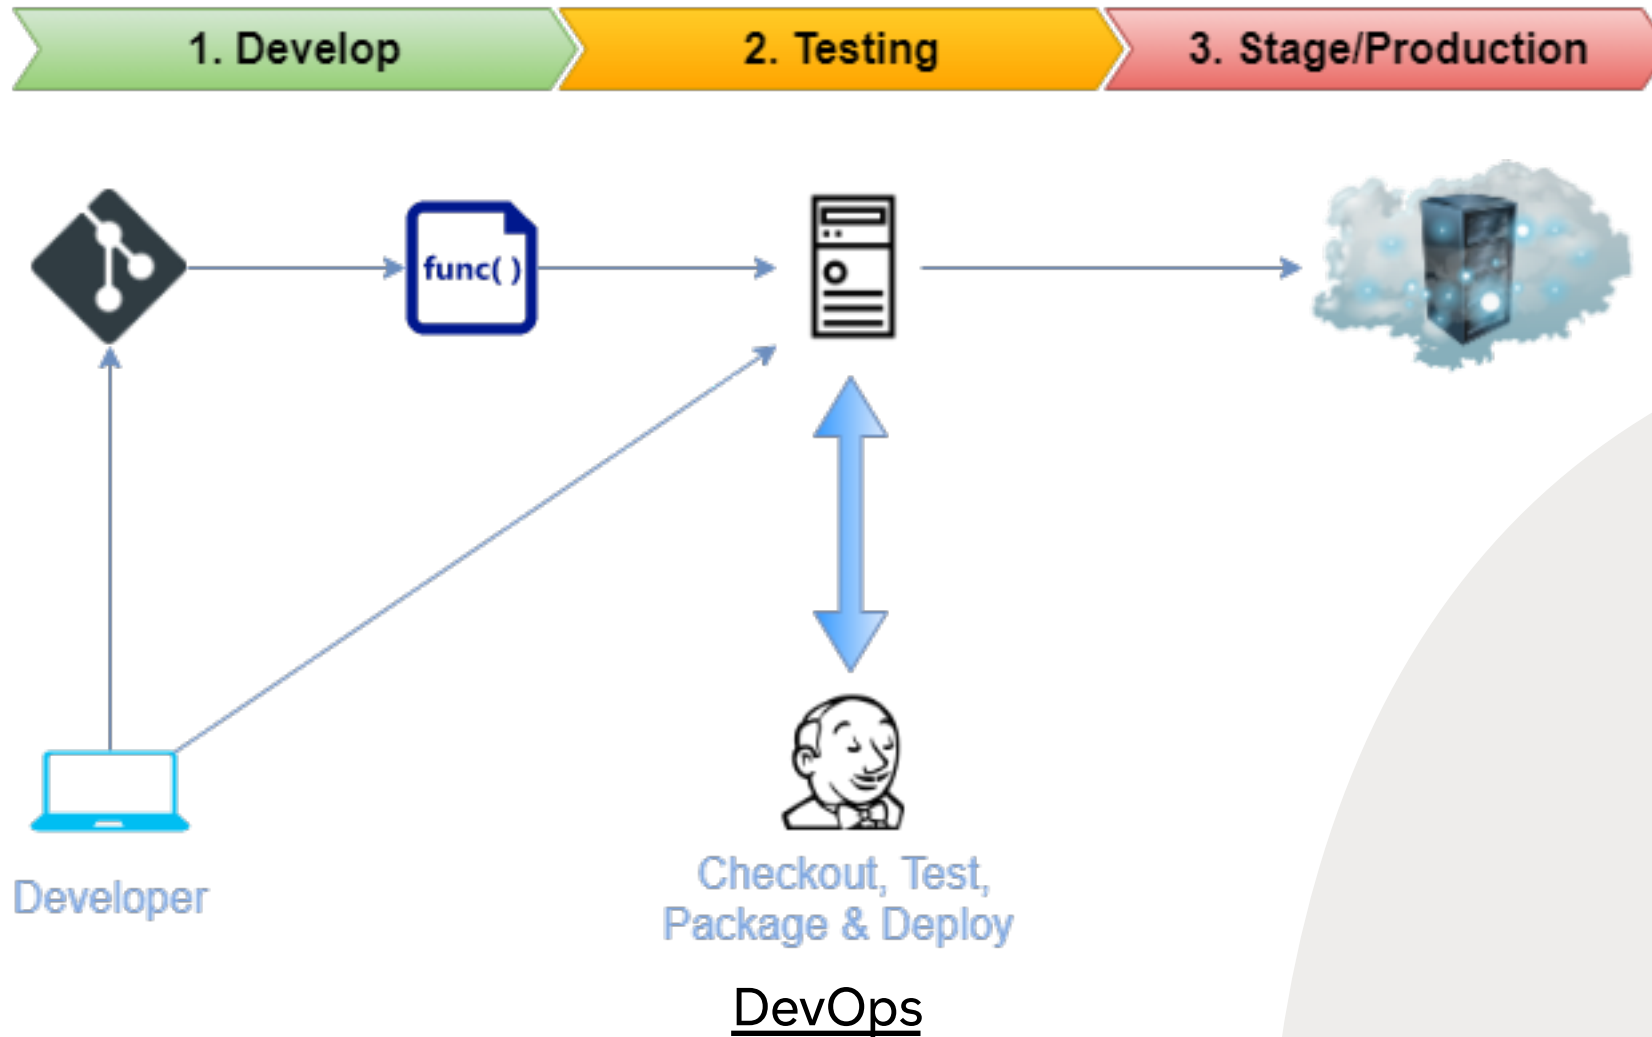 1. Develop
2. Testing
3. Stage/Production
func( )
Developer
Checkout, Test,
Package & Deploy
DevOps